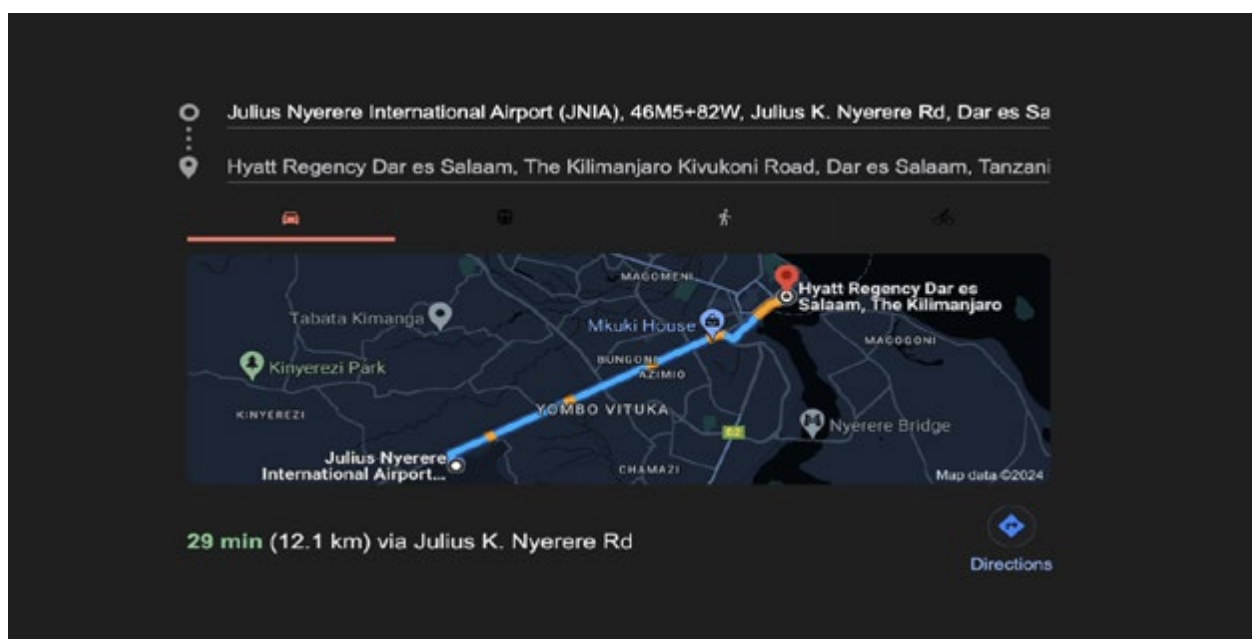 Julius Nyerere International Airport (JNIA), 46M5+82W, Julius K. Nyerere Rd, Dar es Sa
Hyatt Regency Dar es Salaam, The Kilimanjaro Kivukoni Road, Dar es Salaam, Tanzani
MAGOMENI
Hyatt Regency Dar es
Salaam, The Kilimanjaro
Tabata Kimanga
Mkuki House
MAGOGONI
BUNGONI
Kinyerezi Park
AZIMIO
KINYEREZI
YOMBO VITUKA
Nyerere Bridge
Julius Nyerere
International Airport...
CHAMAZI
Map data ©2024
29 min (12.1 km) via Julius K. Nyerere Rd
Directions